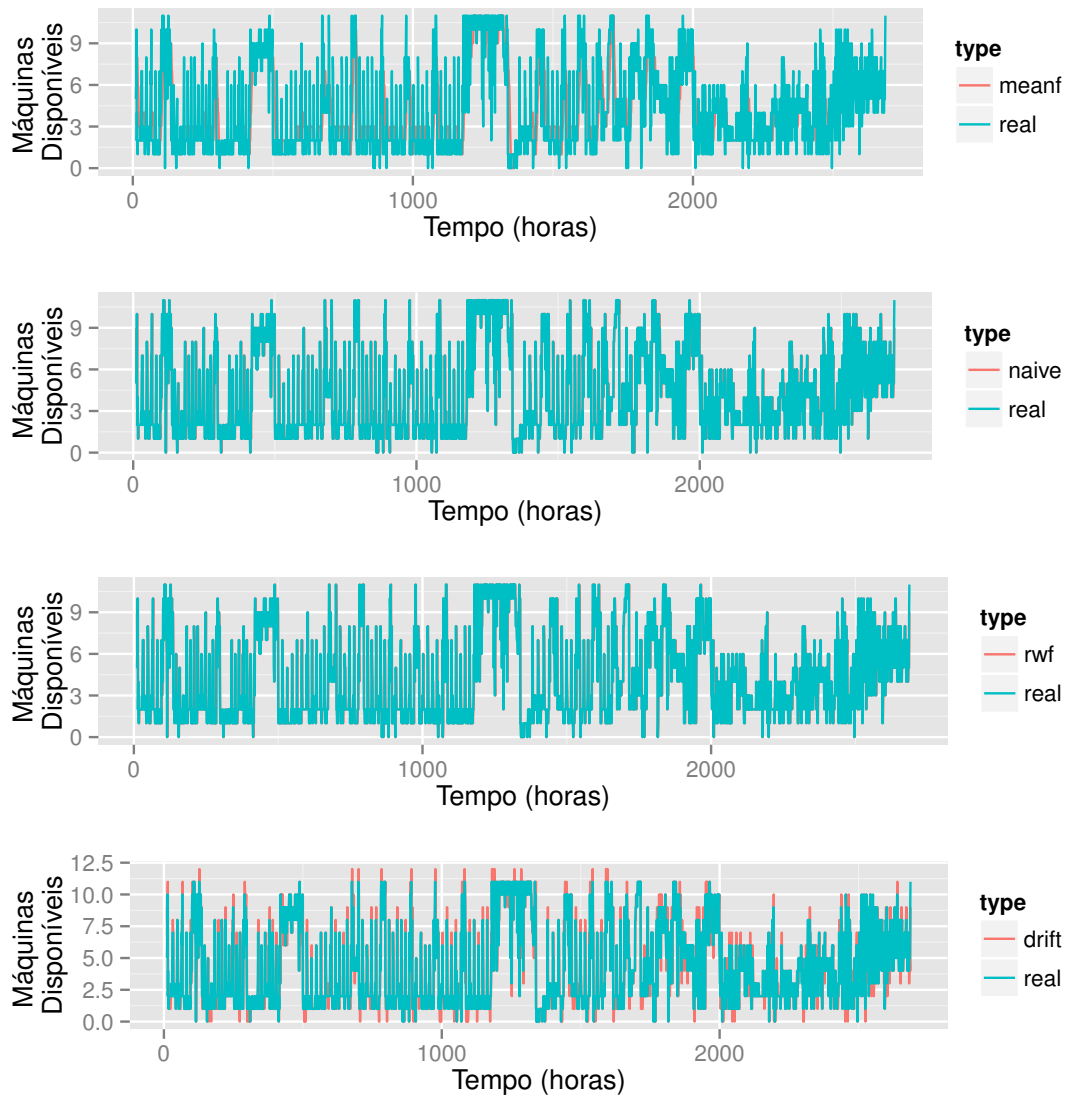 Máquinas
Disponíveis
9
6
3
0
0
1000
2000
Tempo (horas)
type
meanf
real
Máquinas
Disponíveis
9
6
3
0
0
1000
2000
Tempo (horas)
type
naive
real
Máquinas
Disponíveis
9
6
3
0
0
1000
2000
Tempo (horas)
type
rwf
real
Máquinas
Disponíveis
12.5
10.0
7.5
5.0
2.5
0.0
0
1000
2000
Tempo (horas)
type
drift
real